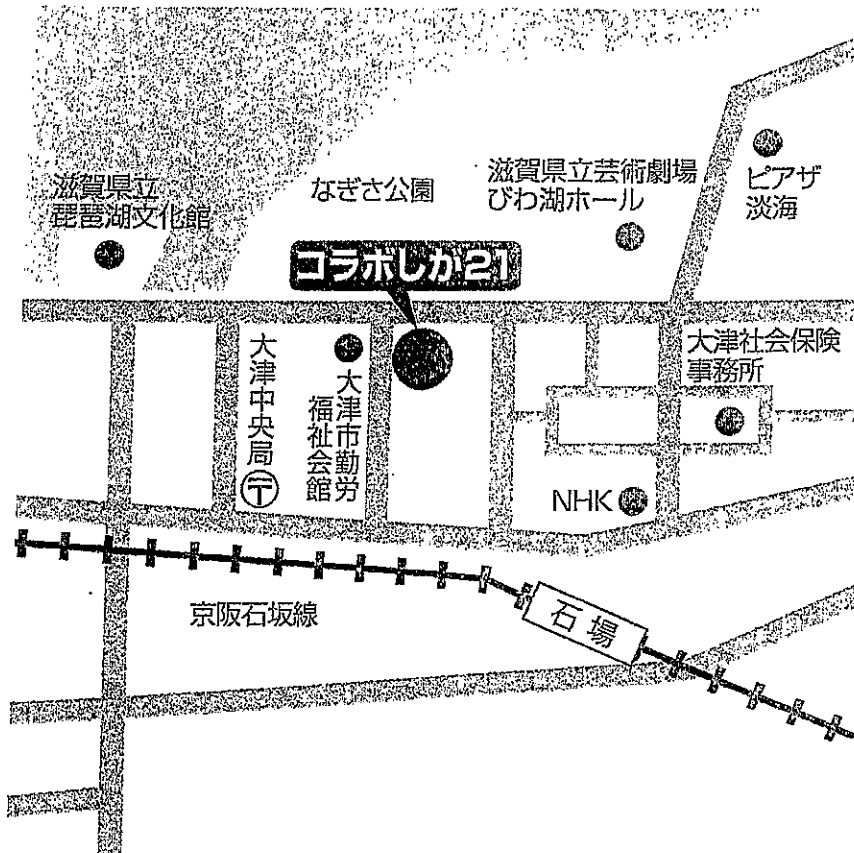 滋賀県立
琵琶湖文化館
なぎさ公園
滋賀県立芸術劇場
びわ湖ホール
ピアザ
淡海
コラボしが21
大津中央局
〒
大津市勤労
福祉会館
大津社会保険
事務所
NHK
京阪石坂線
石場